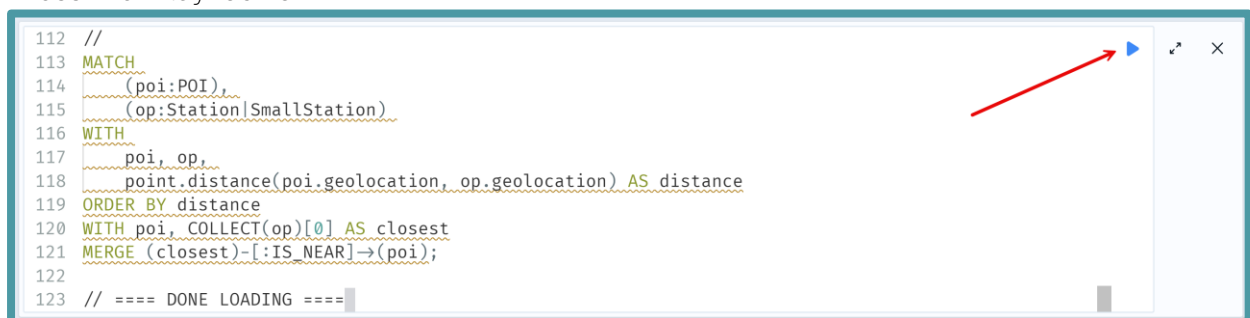 112 //
113 MATCH
114 (poi:POI),
115 (op:Station|SmallStation)
116 WITH
117 poi, op,
118 point.distance(poi.geolocation, op.geolocation) AS distance
119 ORDER BY distance
120 WITH poi, COLLECT(op)[0] AS closest
121 MERGE (closest)-[:IS_NEAR]→(poi);
122
123 // ==== DONE LOADING ====